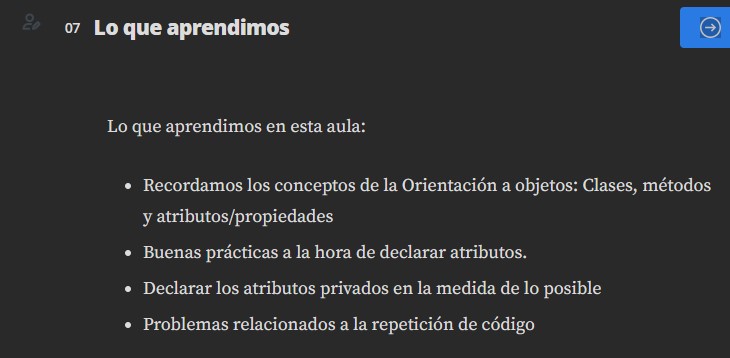 07 Lo que aprendimos
Lo que aprendimos en esta aula:
• Recordamos los conceptos de la Orientación a objetos: Clases, métodos
y atributos/propiedades
• Buenas prácticas a la hora de declarar atributos.
• Declarar los atributos privados en la medida de lo posible
• Problemas relacionados a la repetición de código